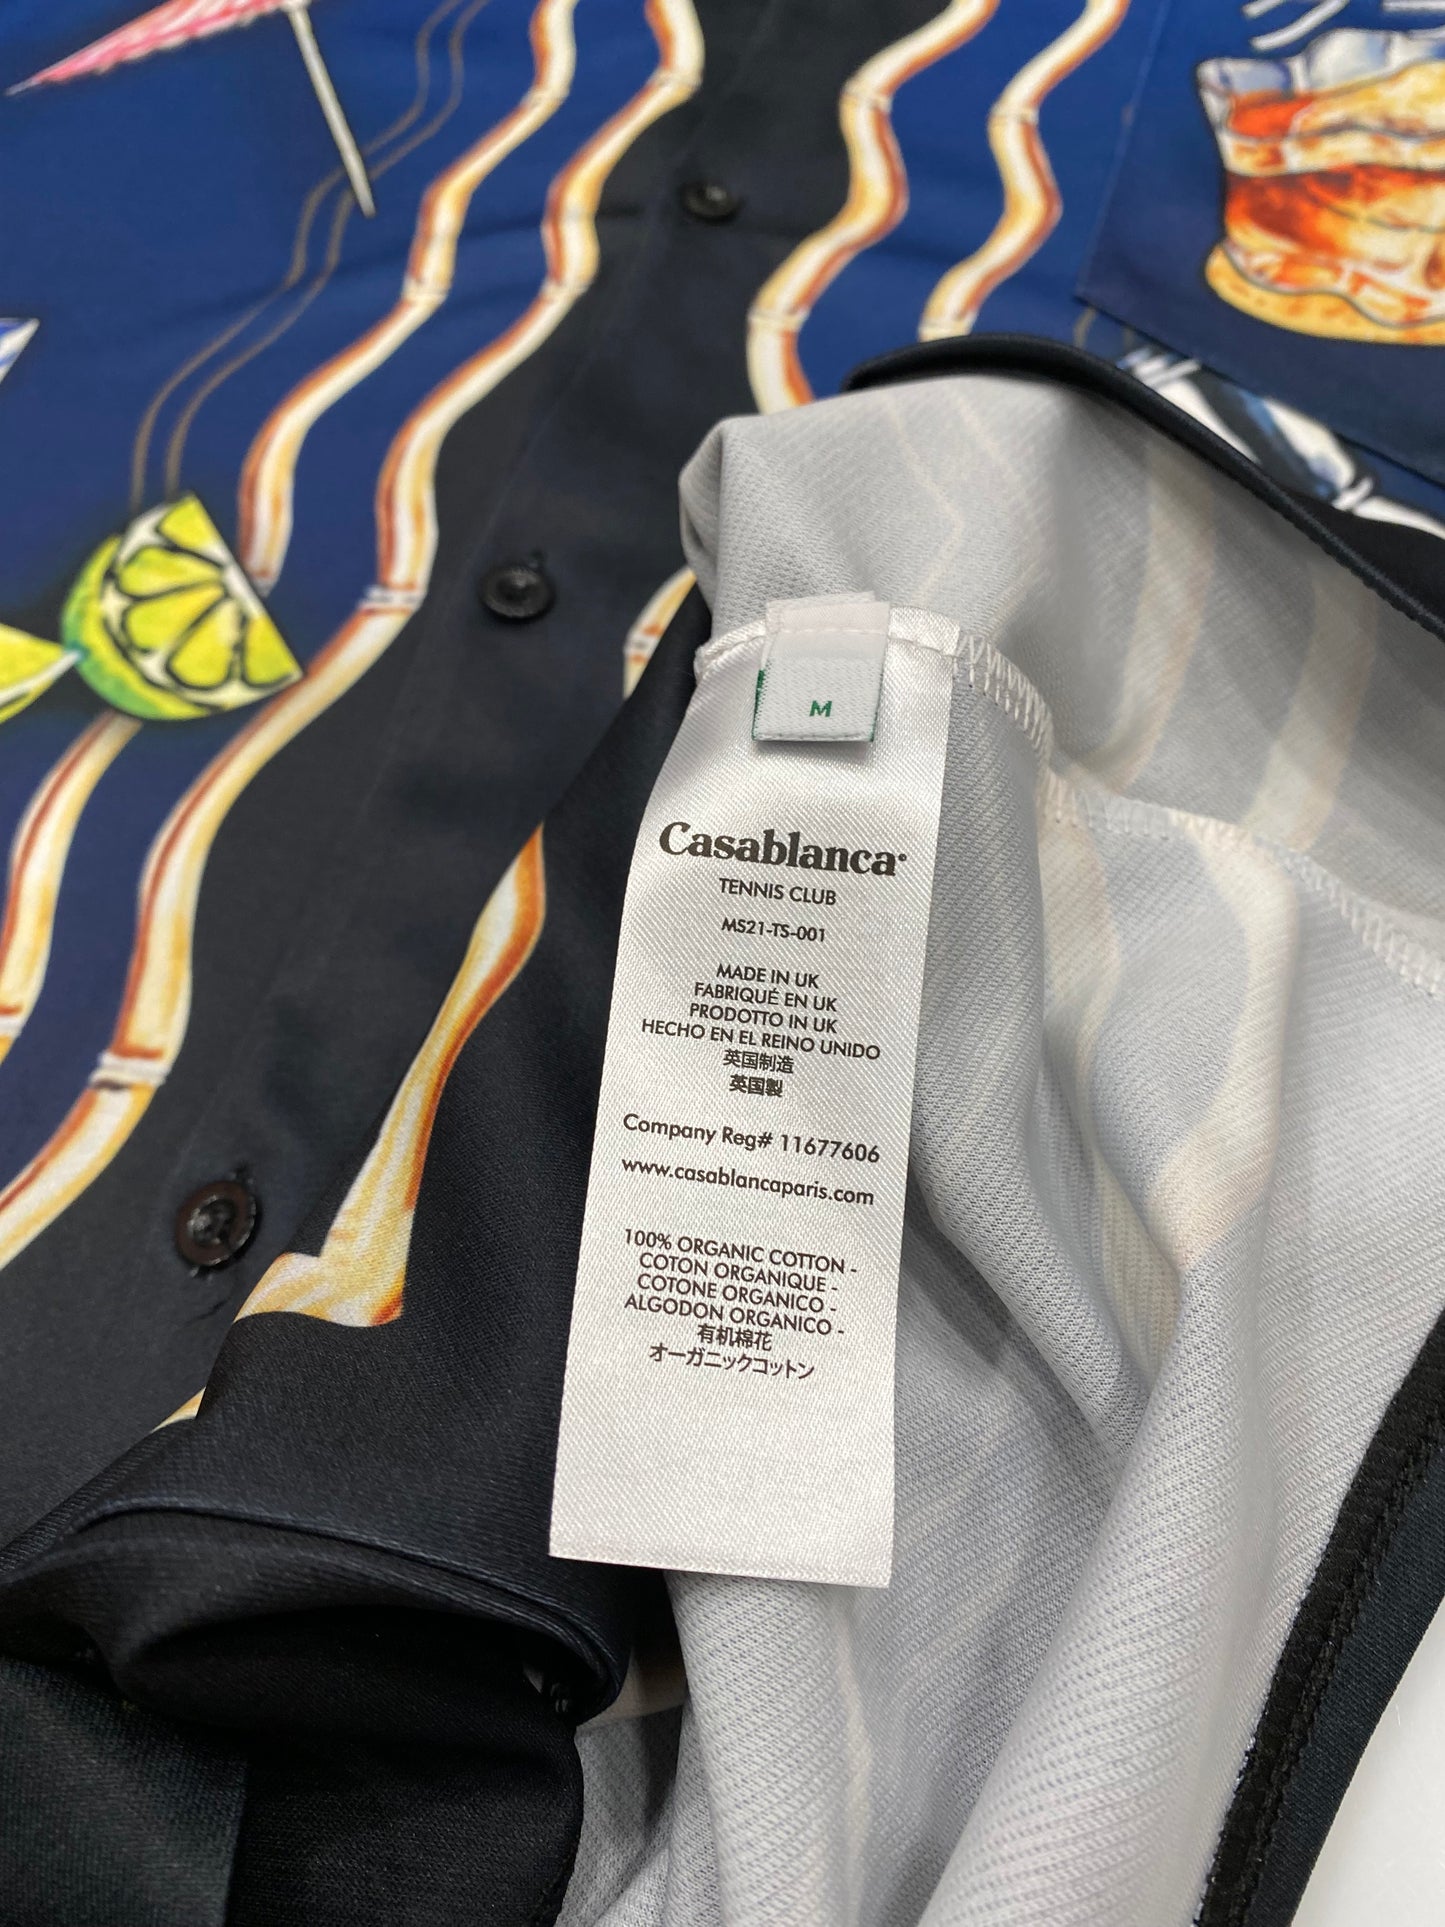 M
Casablanca®
TENNIS CLUB
MS21-TS-001
MADE IN UK
FABRIQUÉ EN UK
PRODOTTO IN UK
HECHO EN EL REINO UNIDO
英国制造
英国製
Company Reg# 11677606
www.casablancaparis.com
100% ORGANIC COTTON -
COTON ORGANIQUE -
COTONE ORGANICO -
ALGODON ORGANICO -
有机棉花
オーガニックコットン